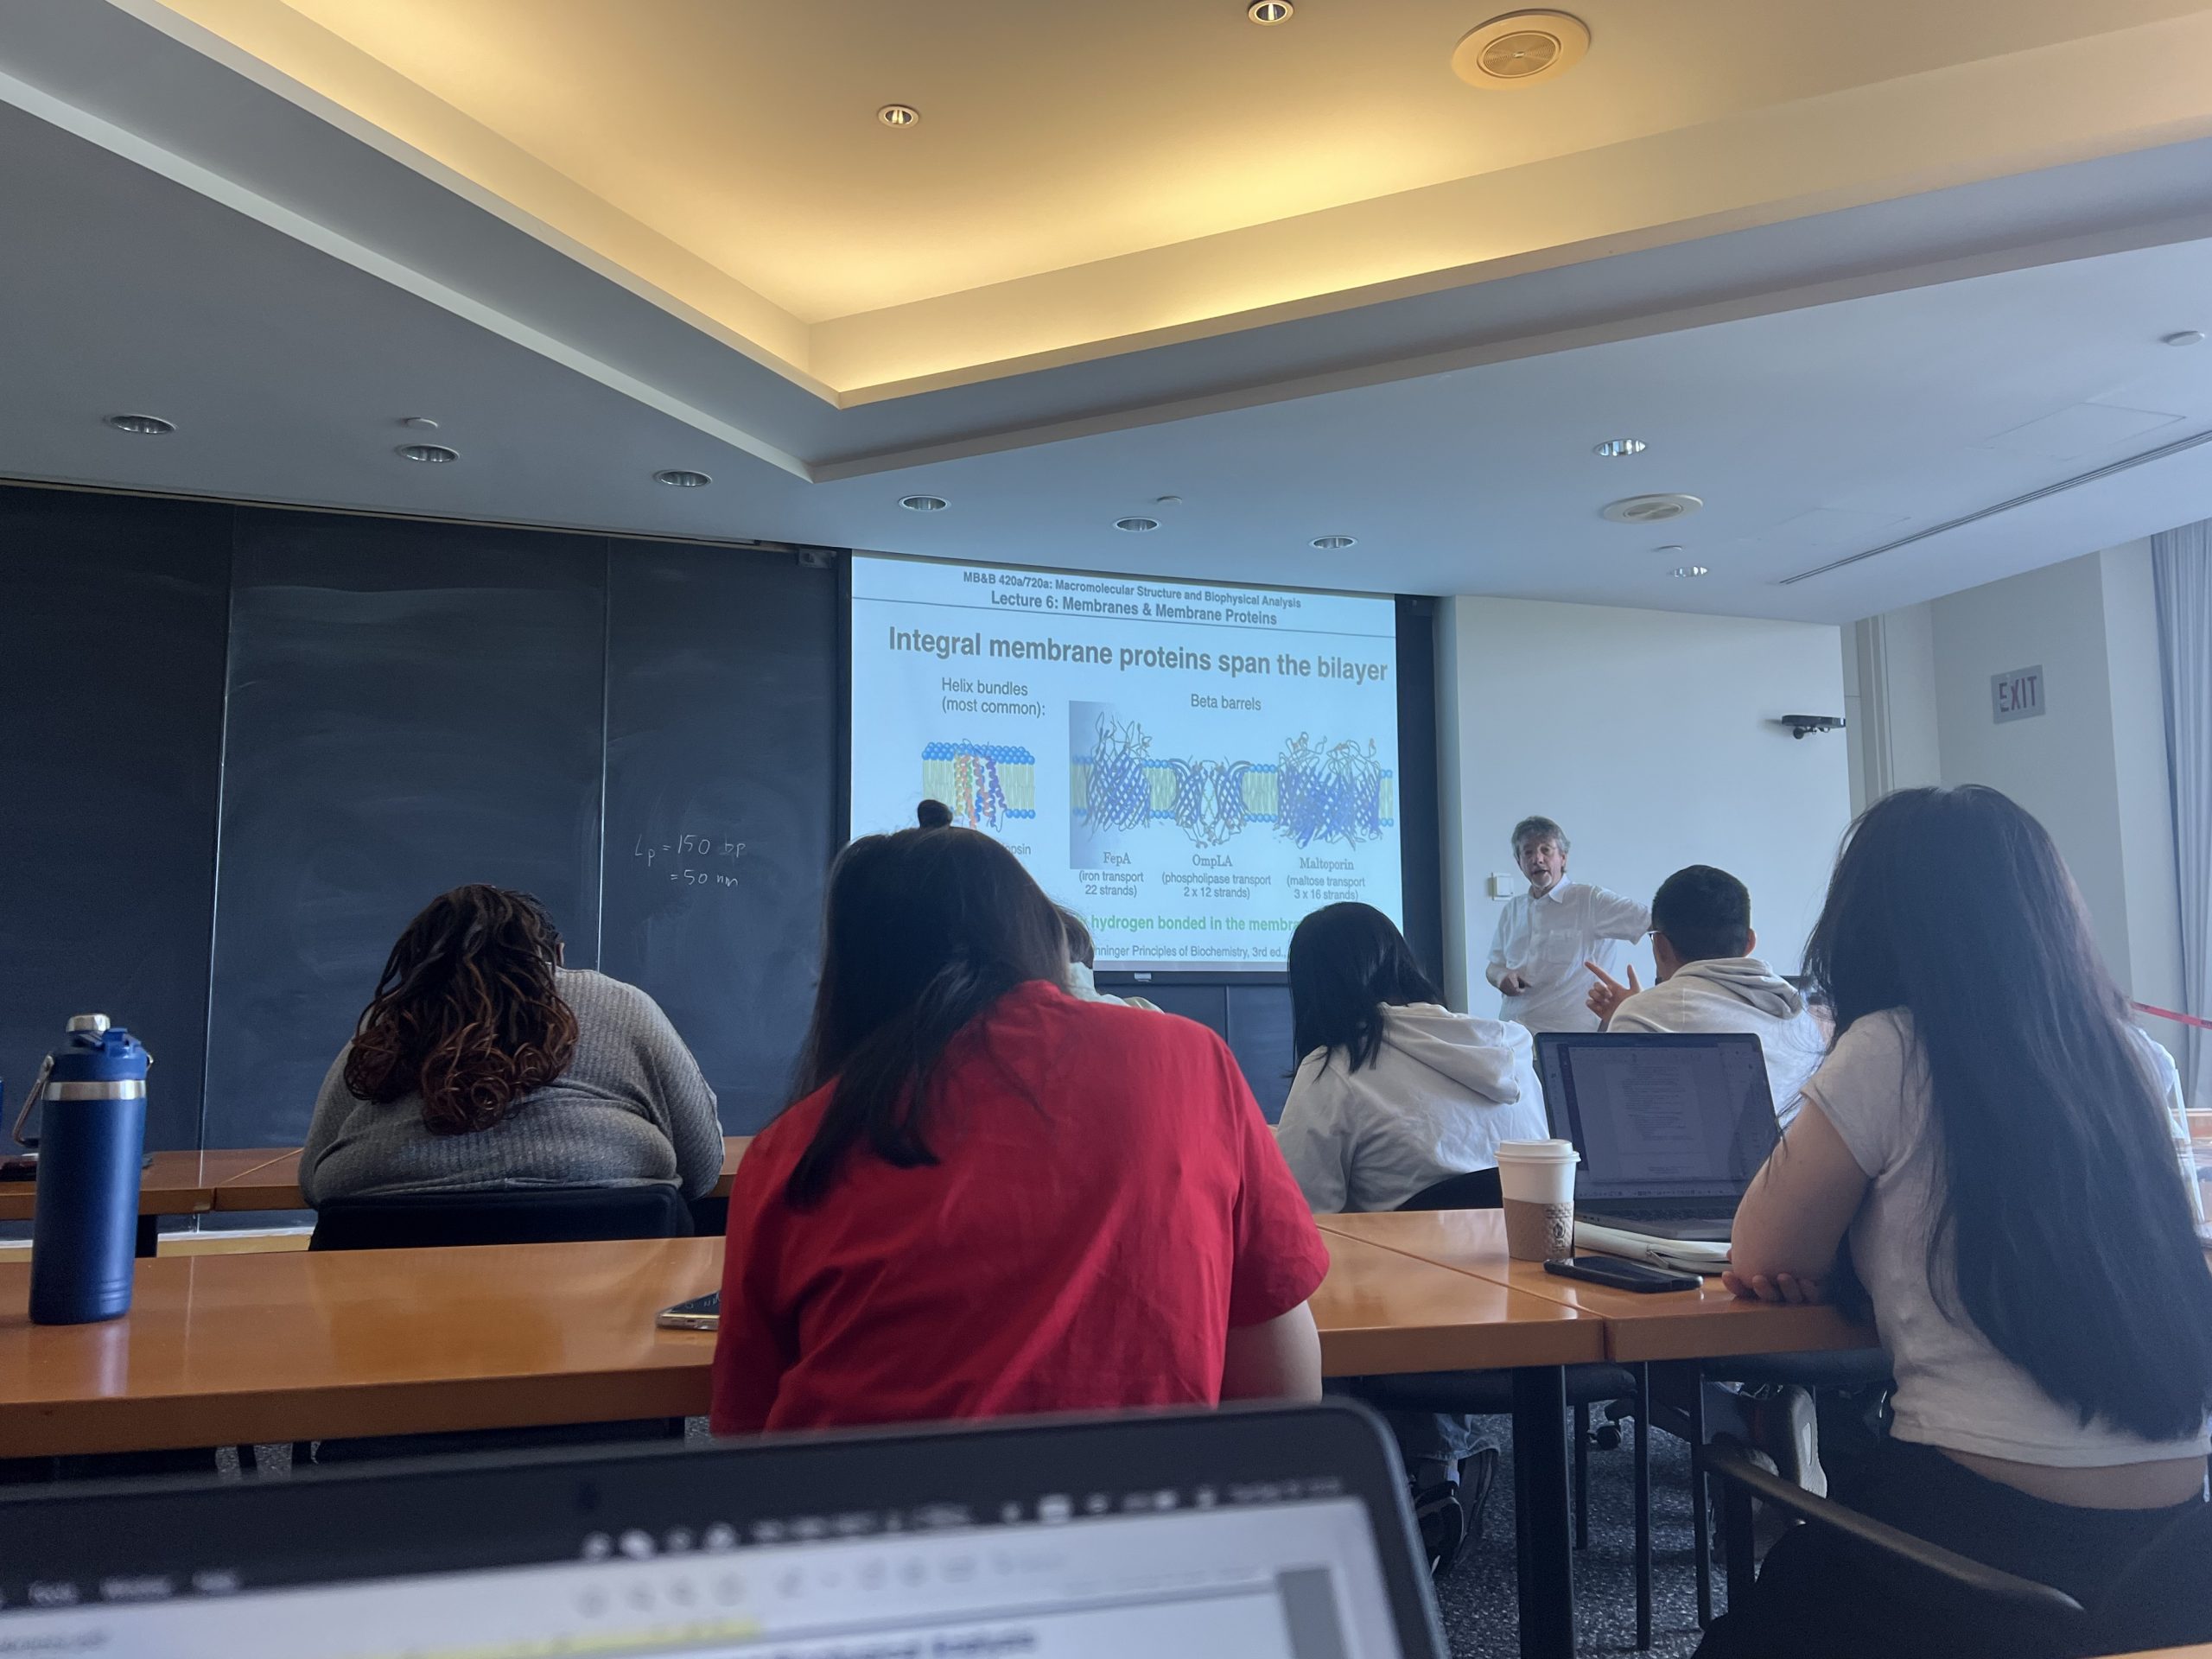 MB&B 420a/720a: Macromolecular Structure and Biophysical Analysis
Lecture 6: Membranes & Membrane Proteins
Integral membrane proteins span the bilayer
Helix bundles
(most common):
Beta barrels
FepA
(iron transport
22 strands)
OmpLA
(phospholipase transport
2 x 12 strands)
Maltoporin
(maltose transport
3 x 16 strands)
hydrogen bonded in the
Principles of Biochemistry, 3rd ed.,
Lp = 150 bp
= 50 nm
EXIT